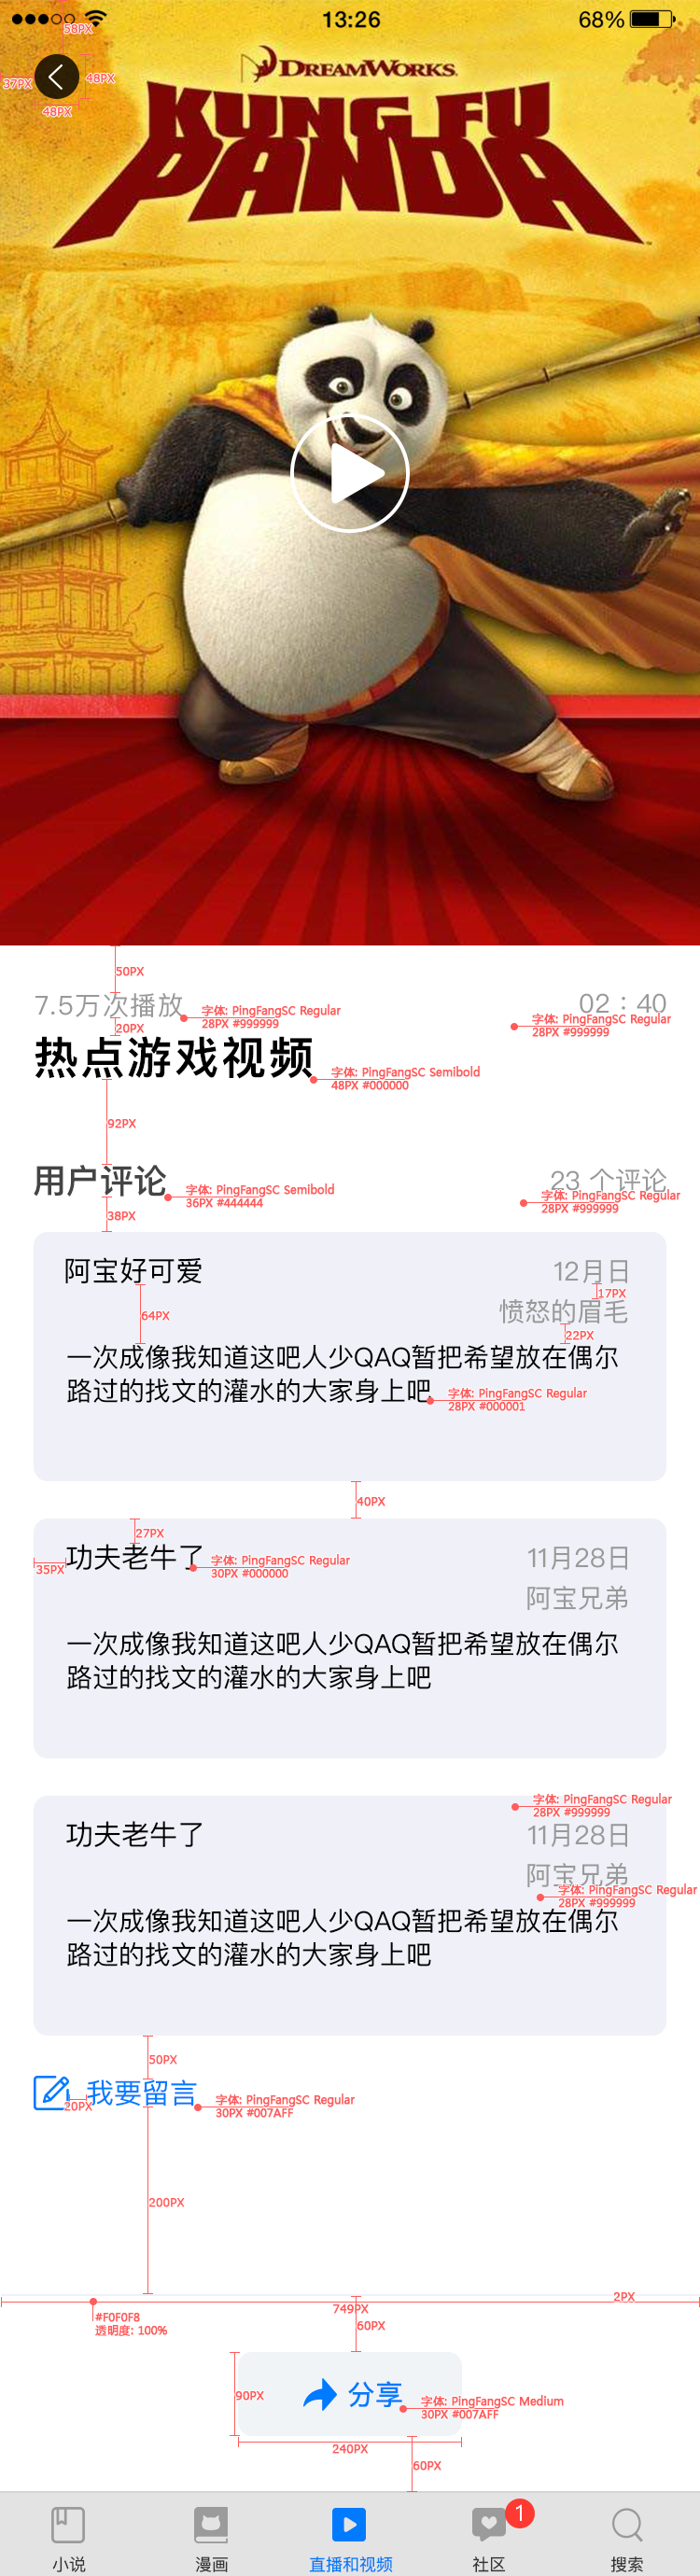 13:26
68%
58PX
37PX
48PX
48PX
DREAMWORKS
KUNG FU
PANDA
50PX
7.5万次播放
02：40
字体: PingFangSC Regular
28PX #999999
字体: PingFangSC Regular
28PX #999999
20PX
热点游戏视频
字体: PingFangSC Semibold
48PX #000000
92PX
用户评论
23 个评论
字体: PingFangSC Semibold
36PX #444444
字体: PingFangSC Regular
28PX #999999
38PX
阿宝好可爱
12月日
17PX
64PX
愤怒的眉毛
22PX
一次成像我知道这吧人少QAQ暂把希望放在偶尔
路过的找文的灌水的大家身上吧
字体: PingFangSC Regular
28PX #000001
40PX
27PX
35PX
功夫老牛了
字体: PingFangSC Regular
30PX #000000
11月28日
阿宝兄弟
一次成像我知道这吧人少QAQ暂把希望放在偶尔
路过的找文的灌水的大家身上吧
字体: PingFangSC Regular
28PX #999999
功夫老牛了
11月28日
阿宝兄弟
字体: PingFangSC Regular
28PX #999999
一次成像我知道这吧人少QAQ暂把希望放在偶尔
路过的找文的灌水的大家身上吧
50PX
20PX
我要留言
字体: PingFangSC Regular
30PX #007AFF
200PX
2PX
749PX
#F0F0F8
透明度: 100%
60PX
90PX
分享
字体: PingFangSC Medium
30PX #007AFF
240PX
60PX
1
小说
漫画
直播和视频
社区
搜索